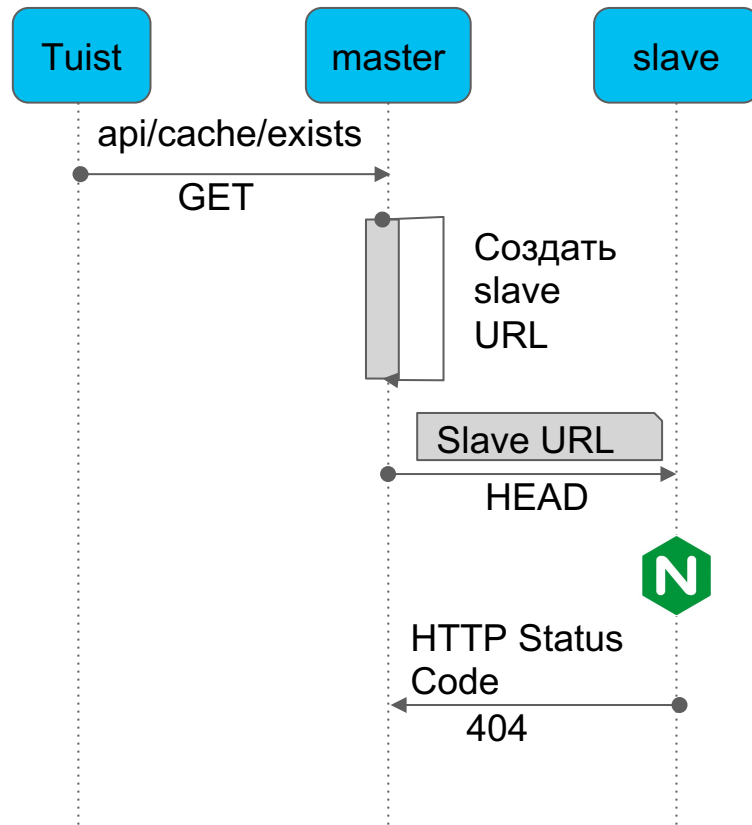 Tuist
master
slave
api/cache/exists
GET
Создать
slave
URL
Slave URL
HEAD
N
HTTP Status
Code
404